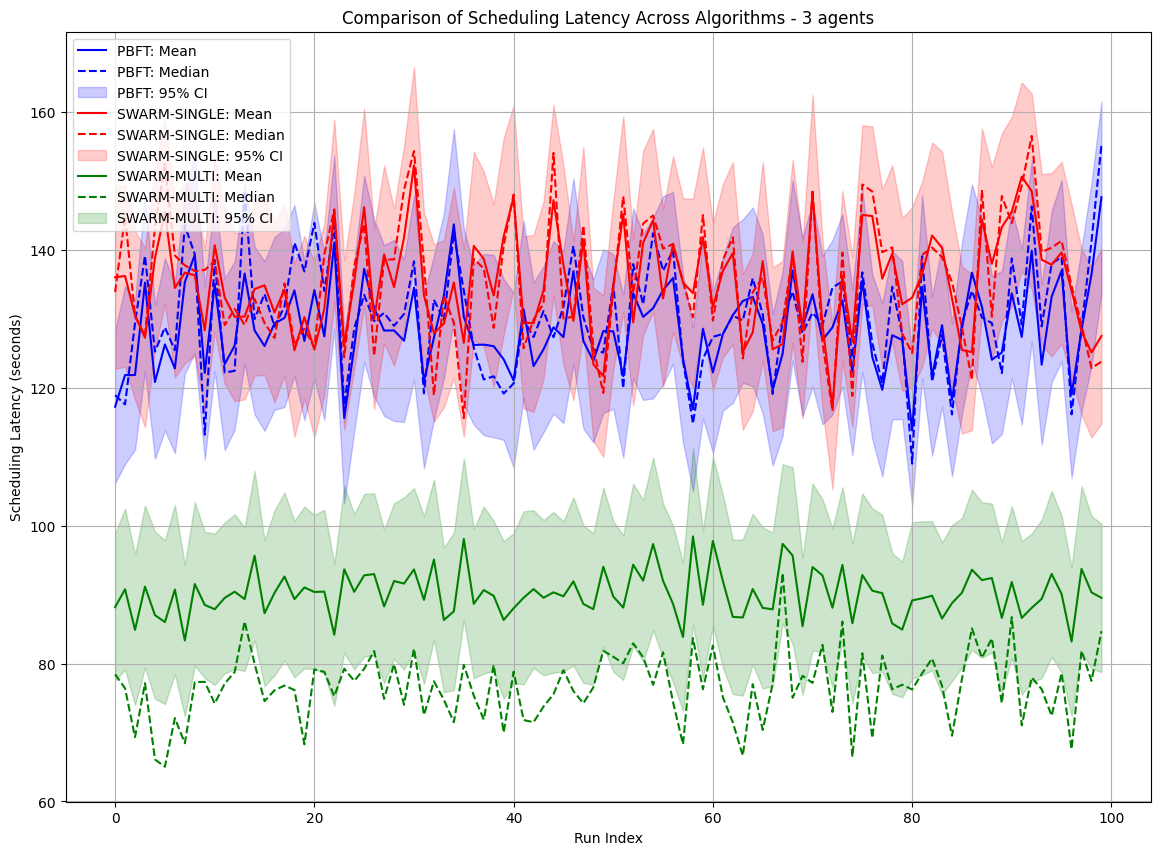 Comparison of Scheduling Latency Across Algorithms - 3 agents
PBFT: Mean
PBFT: Median
PBFT: 95% CI
SWARM-SINGLE: Mean
SWARM-SINGLE: Median
SWARM-SINGLE: 95% CI
SWARM-MULTI: Mean
SWARM-MULTI: Median
SWARM-MULTI: 95% CI
Scheduling Latency (seconds)
160
140
120
100
80
60
0 20 40 60 80 100
Run Index